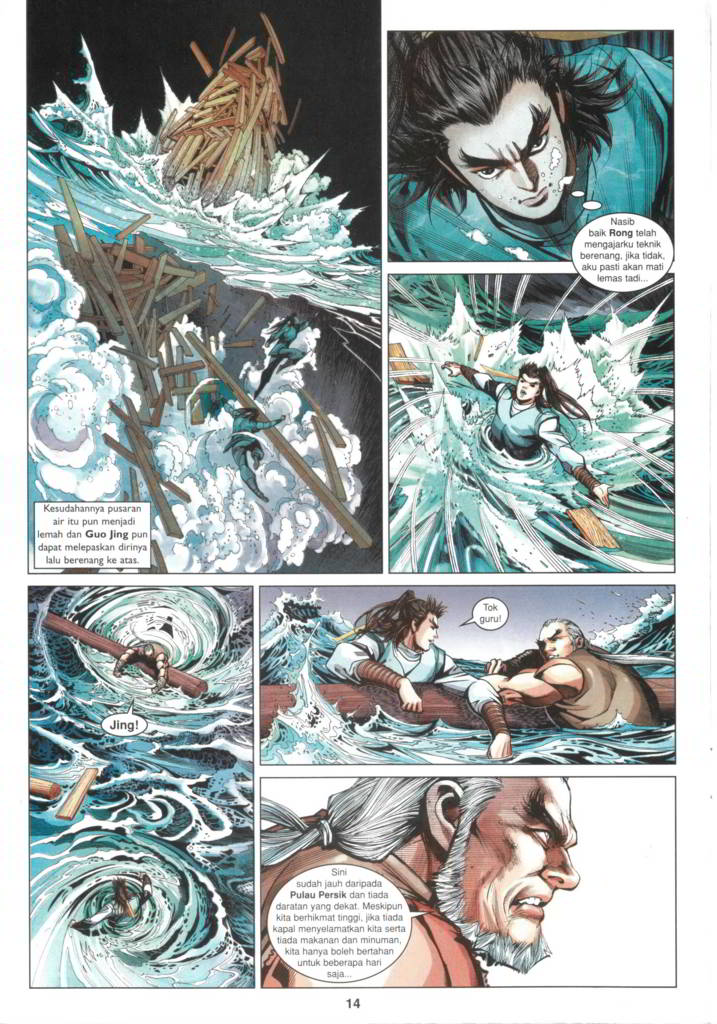 Kesudahannya pusaran
air itu pun menjadi
lemah dan Guo Jing pun
dapat melepaskan dirinya
lalu berenang ke atas.
Nasib
baik Rong telah
mengajarku teknik
berenang, jika tidak,
aku pasti akan mati
lemas tadi...
Jing!
Tok
guru!
Sini
sudah jauh daripada
Pulau Persik dan tiada
daratan yang dekat. Meskipun
kita berhikmat tinggi, jika tiada
kapal menyelamatkan kita serta
tiada makanan dan minuman,
kita hanya boleh bertahan
untuk beberapa hari
saja...
14